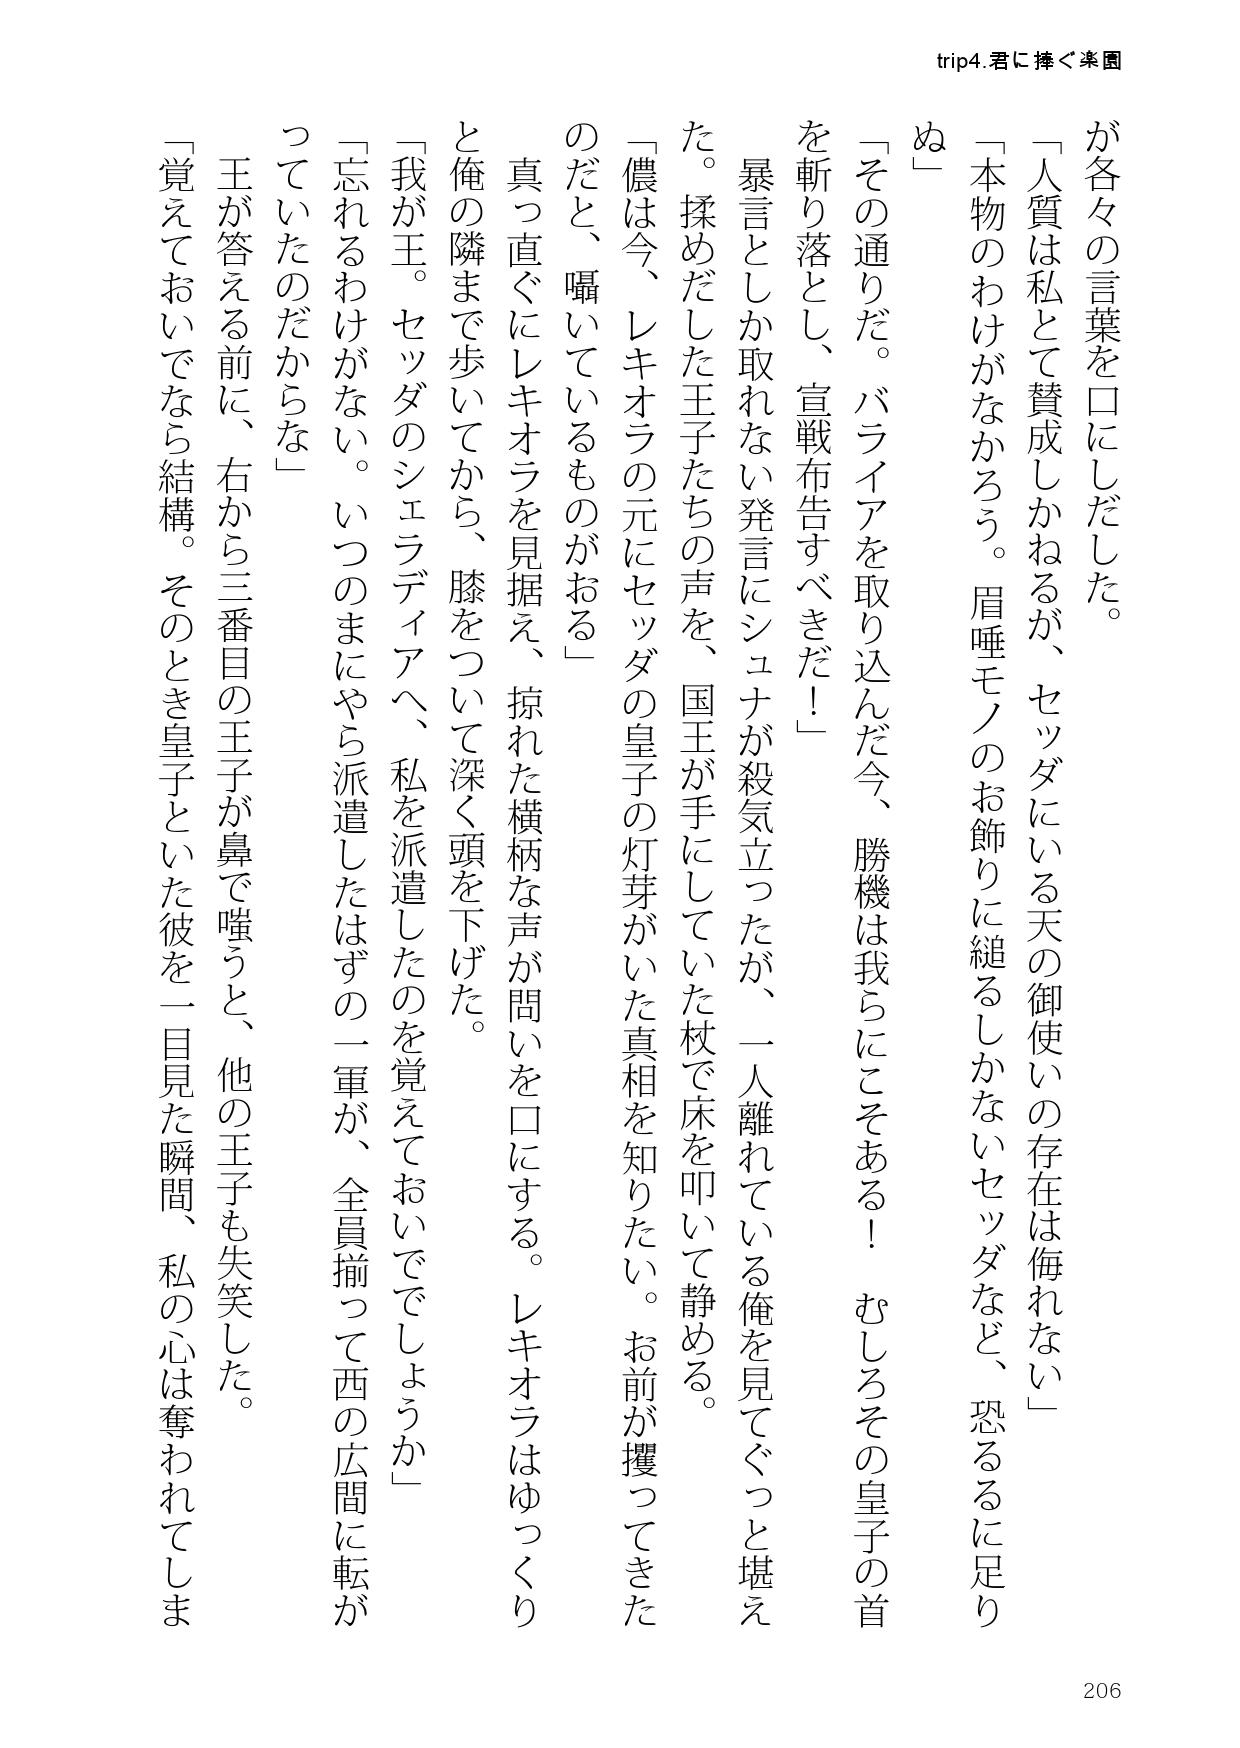 trip4.君に捧ぐ楽園
が各々の言葉を口にしだした。
「人質は私とて賛成しかねるが、セッダにいる天の御使いの存在は侮れない」
「本物のわけがなかろう。眉唾モノのお飾りに縋るしかないセッダなど、恐るるに足り
ぬ」
「その通りだ。バライアを取り込んだ今、勝機は我らにこそある！　むしろその皇子の首
を斬り落とし、宣戦布告すべきだ！」
　暴言としか取れない発言にシュナが殺気立ったが、一人離れている俺を見てぐっと堪え
た。揉めだした王子たちの声を、国王が手にしていた杖で床を叩いて静める。
「儂は今、レキオラの元にセッダの皇子の灯芽がいた真相を知りたい。お前が攫ってきた
のだと、囁いているものがおる」
　真っ直ぐにレキオラを見据え、掠れた横柄な声が問いを口にする。レキオラはゆっくり
と俺の隣まで歩いてから、膝をついて深く頭を下げた。
「我が王。セッダのシェラディアへ、私を派遣したのを覚えておいででしょうか」
「忘れるわけがない。いつのまにやら派遣したはずの一軍が、全員揃って西の広間に転が
っていたのだからな」
　王が答える前に、右から三番目の王子が鼻で嗤うと、他の王子も失笑した。
「覚えておいでなら結構。そのとき皇子といた彼を一目見た瞬間、私の心は奪われてしま
206